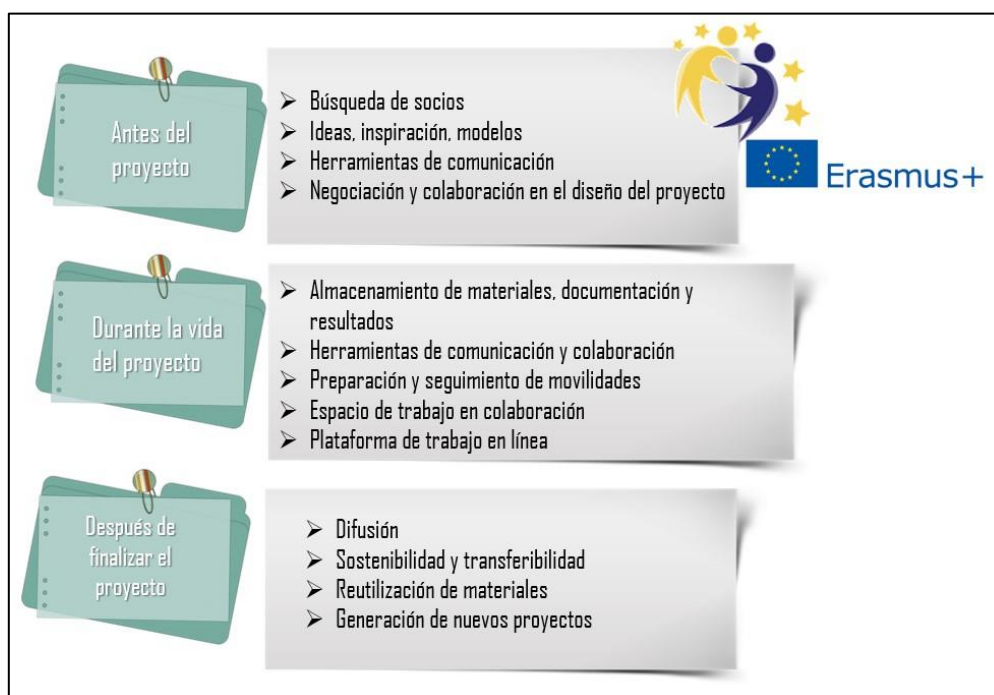 Antes del
proyecto
➢ Búsqueda de socios
➢ Ideas, inspiración, modelos
➢ Herramientas de comunicación
➢ Negociación y colaboración en el diseño del proyecto
Erasmus+
Durante la vida
del proyecto
➢ Almacenamiento de materiales, documentación y
resultados
➢ Herramientas de comunicación y colaboración
➢ Preparación y seguimiento de movilidades
➢ Espacio de trabajo en colaboración
➢ Plataforma de trabajo en línea
Después de
finalizar el
proyecto
➢ Difusión
➢ Sostenibilidad y transferibilidad
➢ Reutilización de materiales
➢ Generación de nuevos proyectos